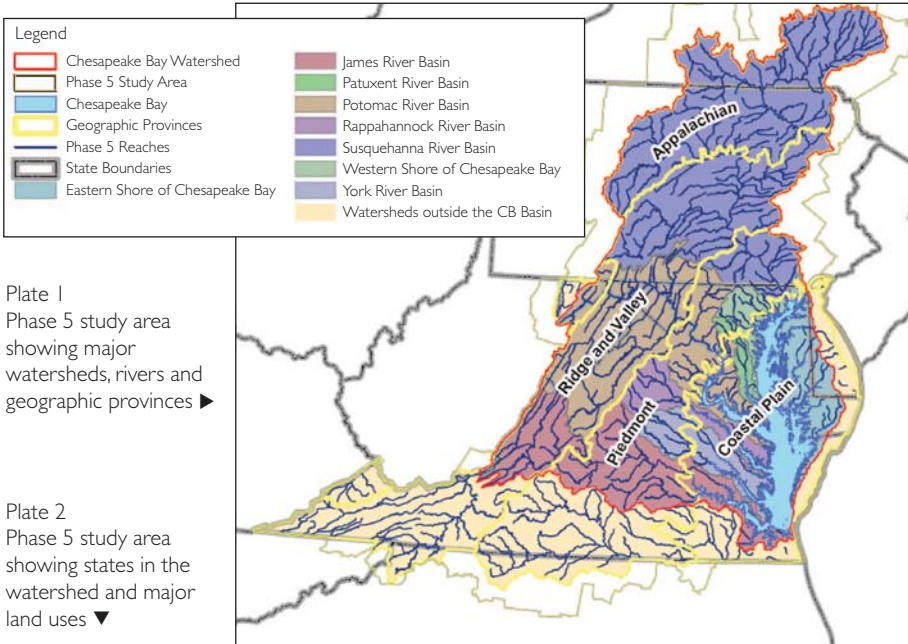 Legend
Chesapeake Bay Watershed
Phase 5 Study Area
Chesapeake Bay
Geographic Provinces
Phase 5 Reaches
State Boundaries
Eastern Shore of Chesapeake Bay
James River Basin
Patuxent River Basin
Potomac River Basin
Rappahannock River Basin
Susquehanna River Basin
Western Shore of Chesapeake Bay
York River Basin
Watersheds outside the CB Basin
Appalachian
Ridge and Valley
Piedmont
Coastal Plain
Plate 1
Phase 5 study area
showing major
watersheds, rivers and
geographic provinces ▶
Plate 2
Phase 5 study area
showing states in the
watershed and major
land uses ▼